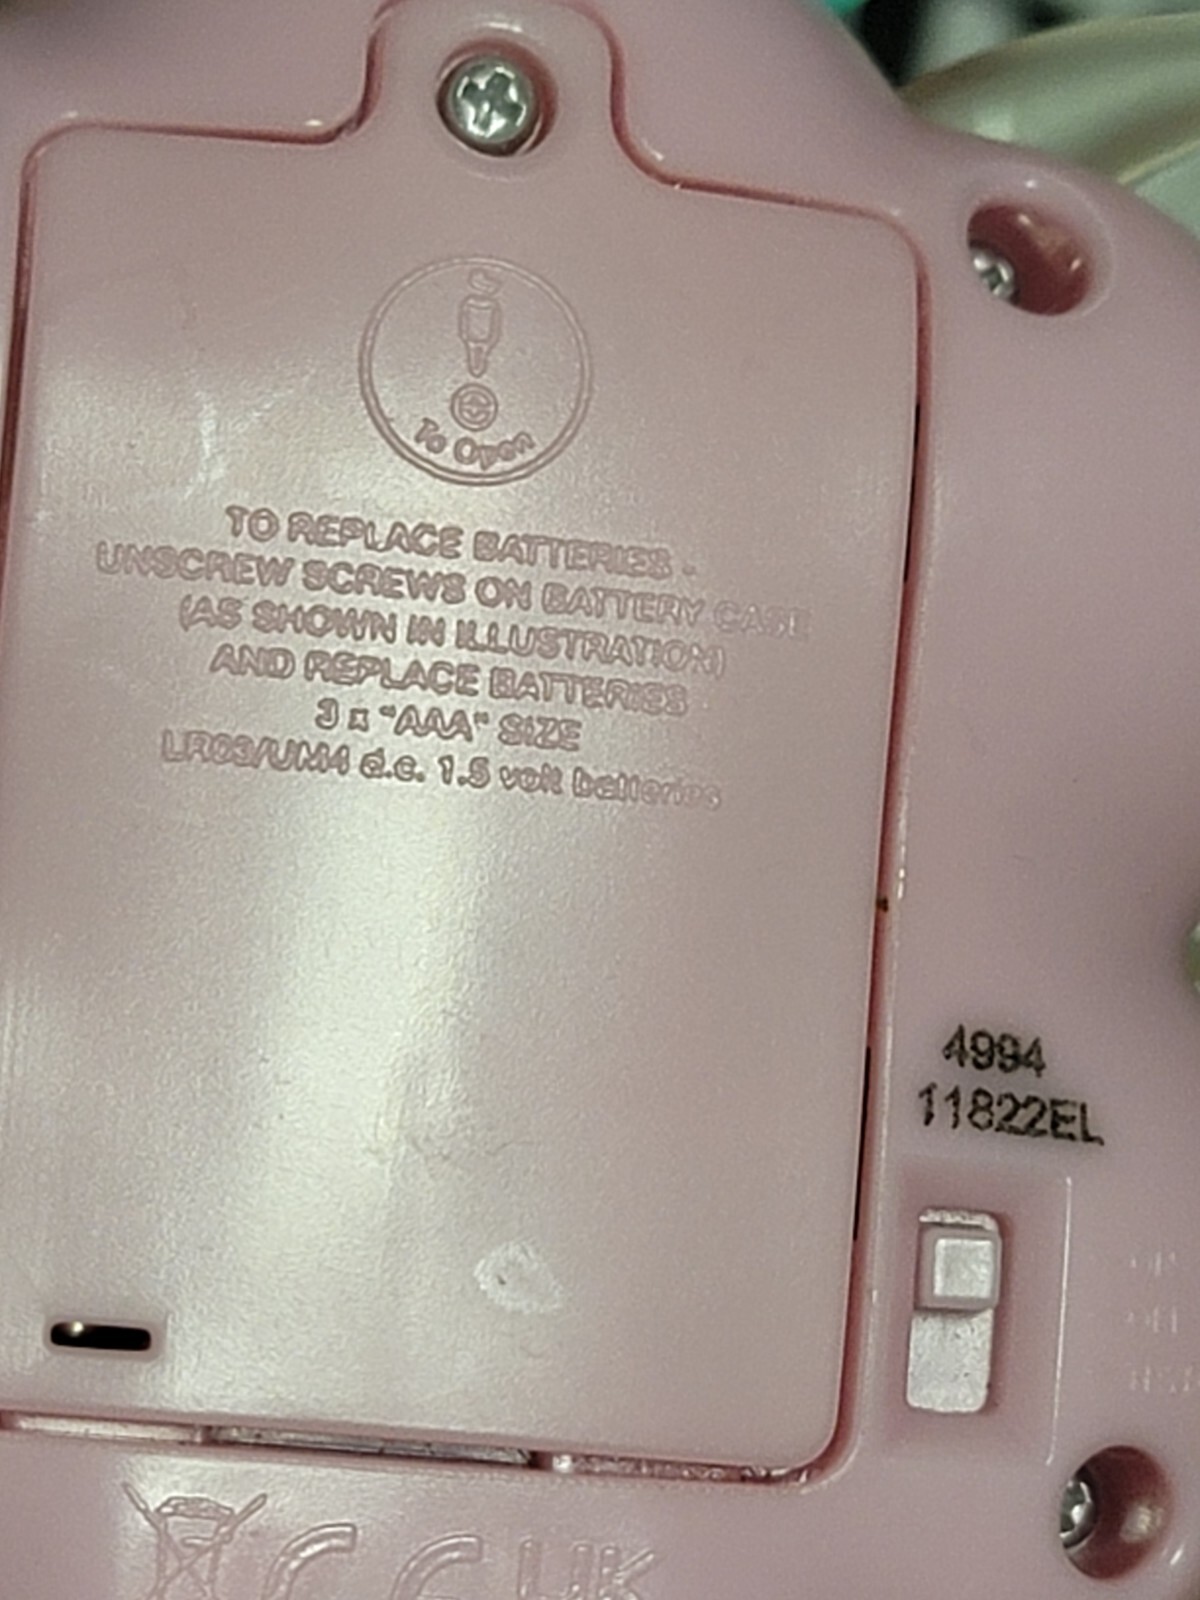 To Open
TO REPLACE BATTERIES -
UNSCREW SCREWS ON BATTERY CASE
(AS SHOWN IN ILLUSTRATION)
AND REPLACE BATTERIES
3 x "AAA" SIZE
LR03/UM4 d.c. 1.5 volt batteries
4994
11822EL
CE UK